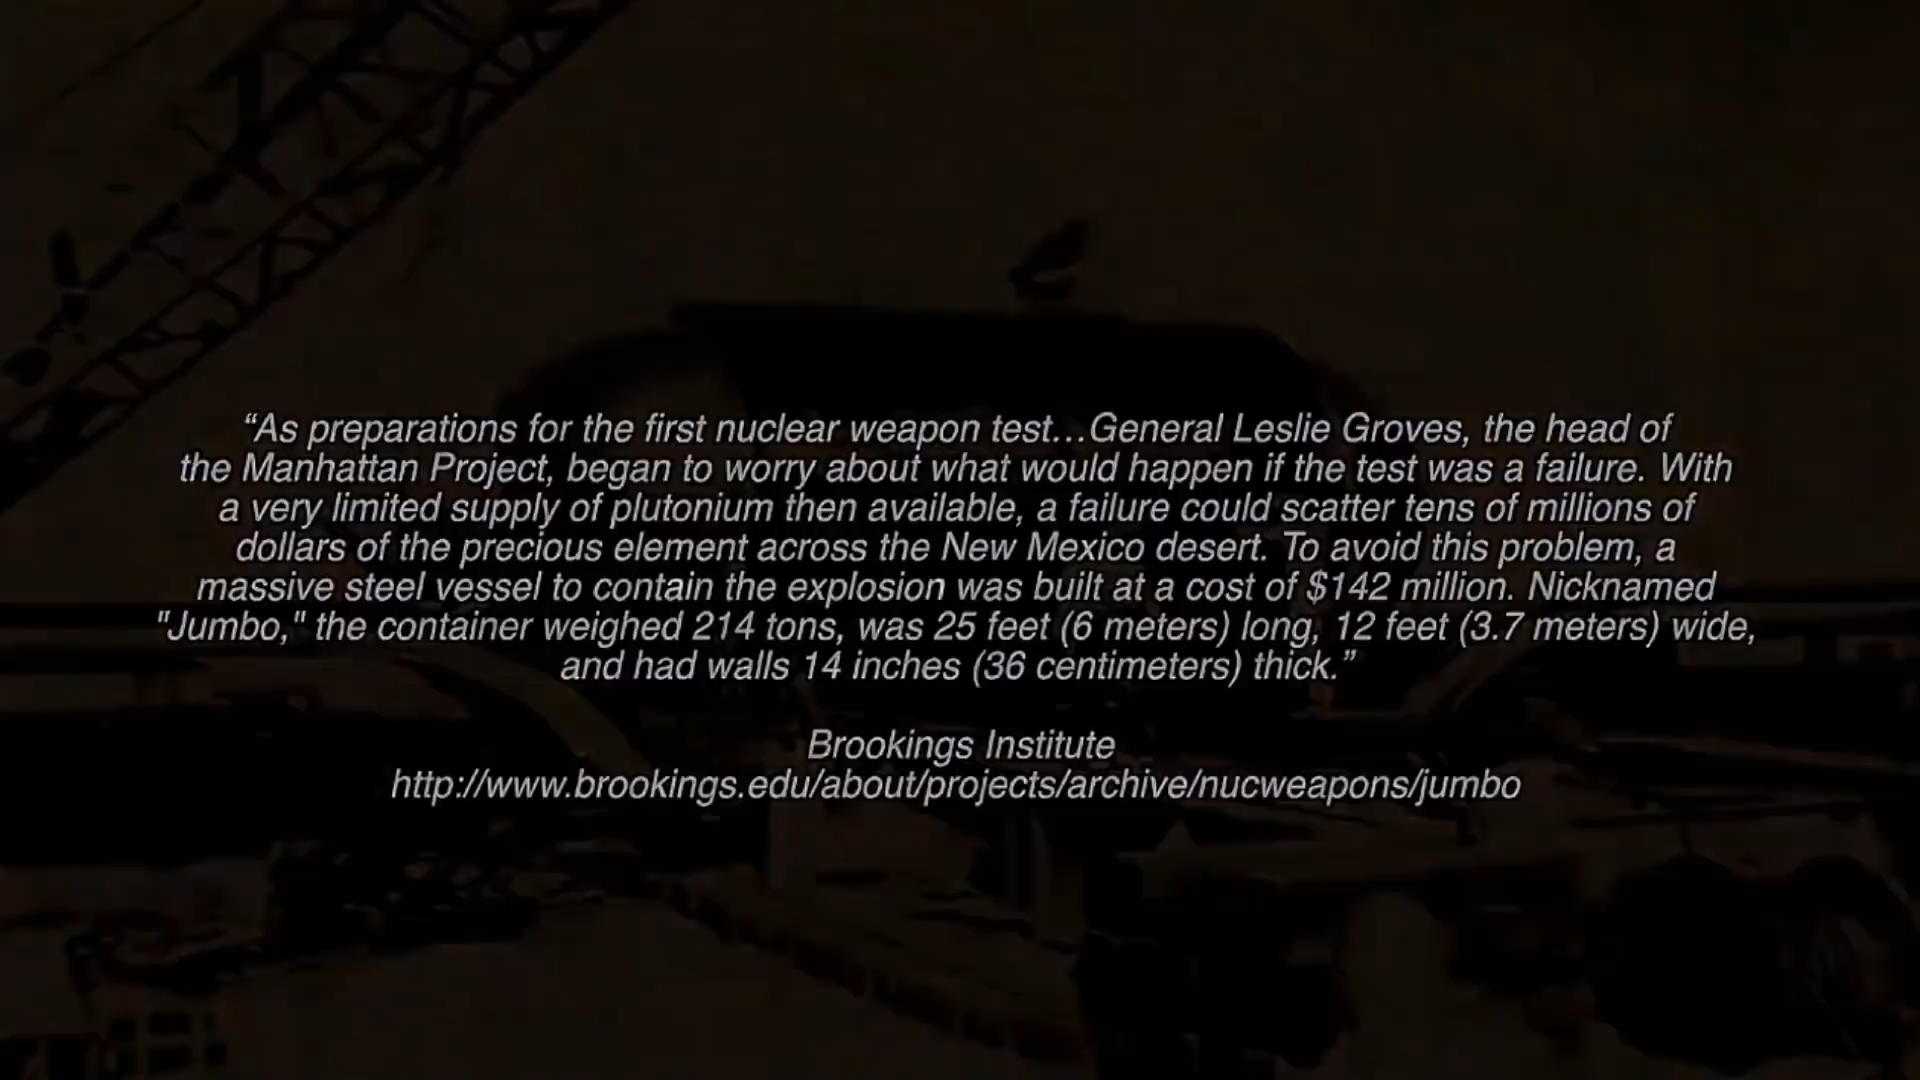 “As preparations for the first nuclear weapon test…General Leslie Groves, the head of
the Manhattan Project, began to worry about what would happen if the test was a failure. With
a very limited supply of plutonium then available, a failure could scatter tens of millions of
dollars of the precious element across the New Mexico desert. To avoid this problem, a
massive steel vessel to contain the explosion was built at a cost of $142 million. Nicknamed
"Jumbo," the container weighed 214 tons, was 25 feet (6 meters) long, 12 feet (3.7 meters) wide,
and had walls 14 inches (36 centimeters) thick.”
Brookings Institute
http://www.brookings.edu/about/projects/archive/nucweapons/jumbo